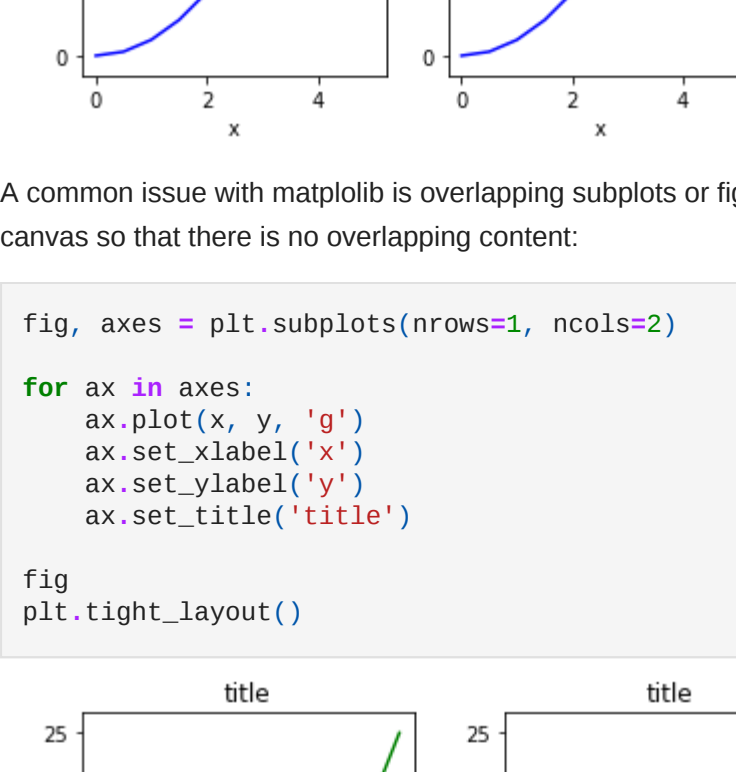 0 0
0 2 4 0 2 4
x x
A common issue with matplolib is overlapping subplots or
canvas so that there is no overlapping content:
fig, axes = plt.subplots(nrows=1, ncols=2)
for ax in axes:
    ax.plot(x, y, 'g')
    ax.set_xlabel('x')
    ax.set_ylabel('y')
    ax.set_title('title')
fig
plt.tight_layout()
title title
25 25